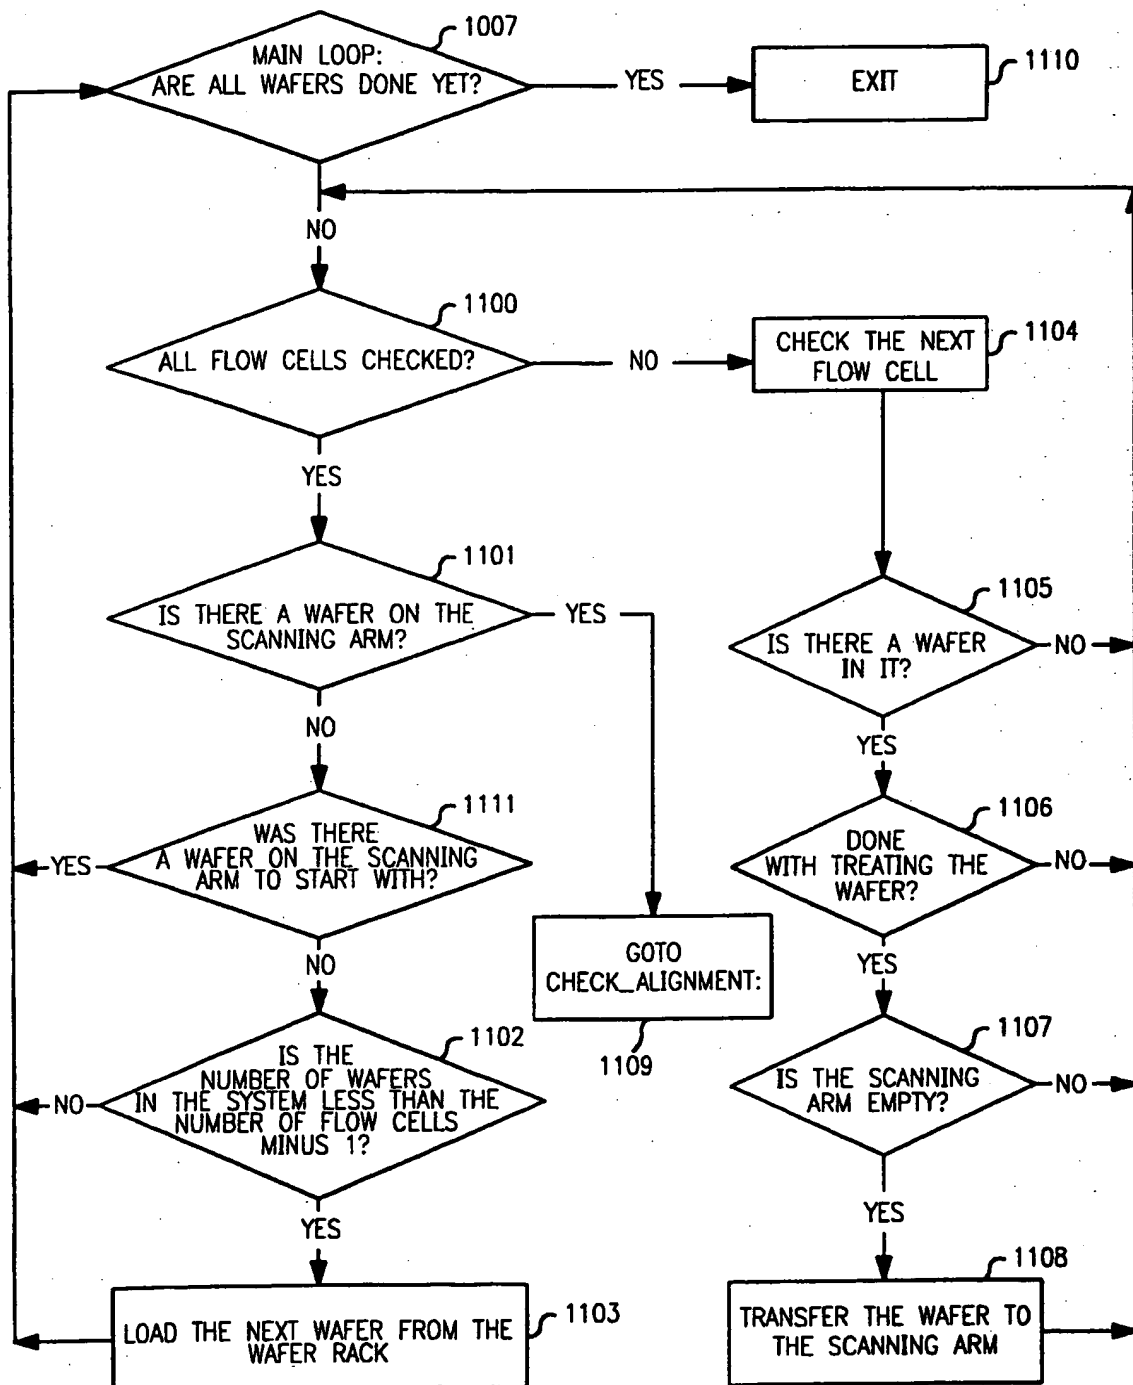 1007
MAIN LOOP:
ARE ALL WAFERS DONE YET?
YES
EXIT
1110
NO
1100
ALL FLOW CELLS CHECKED?
NO
CHECK THE NEXT
FLOW CELL
1104
YES
1101
IS THERE A WAFER ON THE
SCANNING ARM?
YES
1105
IS THERE A WAFER
IN IT?
NO
NO
YES
1111
WAS THERE
A WAFER ON THE SCANNING
ARM TO START WITH?
YES
1106
DONE
WITH TREATING THE
WAFER?
NO
NO
GOTO
CHECK_ALIGNMENT:
1109
YES
1102
IS THE
NUMBER OF WAFERS
IN THE SYSTEM LESS THAN THE
NUMBER OF FLOW CELLS
MINUS 1?
NO
1107
IS THE SCANNING
ARM EMPTY?
NO
YES
YES
1103
LOAD THE NEXT WAFER FROM THE
WAFER RACK
1108
TRANSFER THE WAFER TO
THE SCANNING ARM